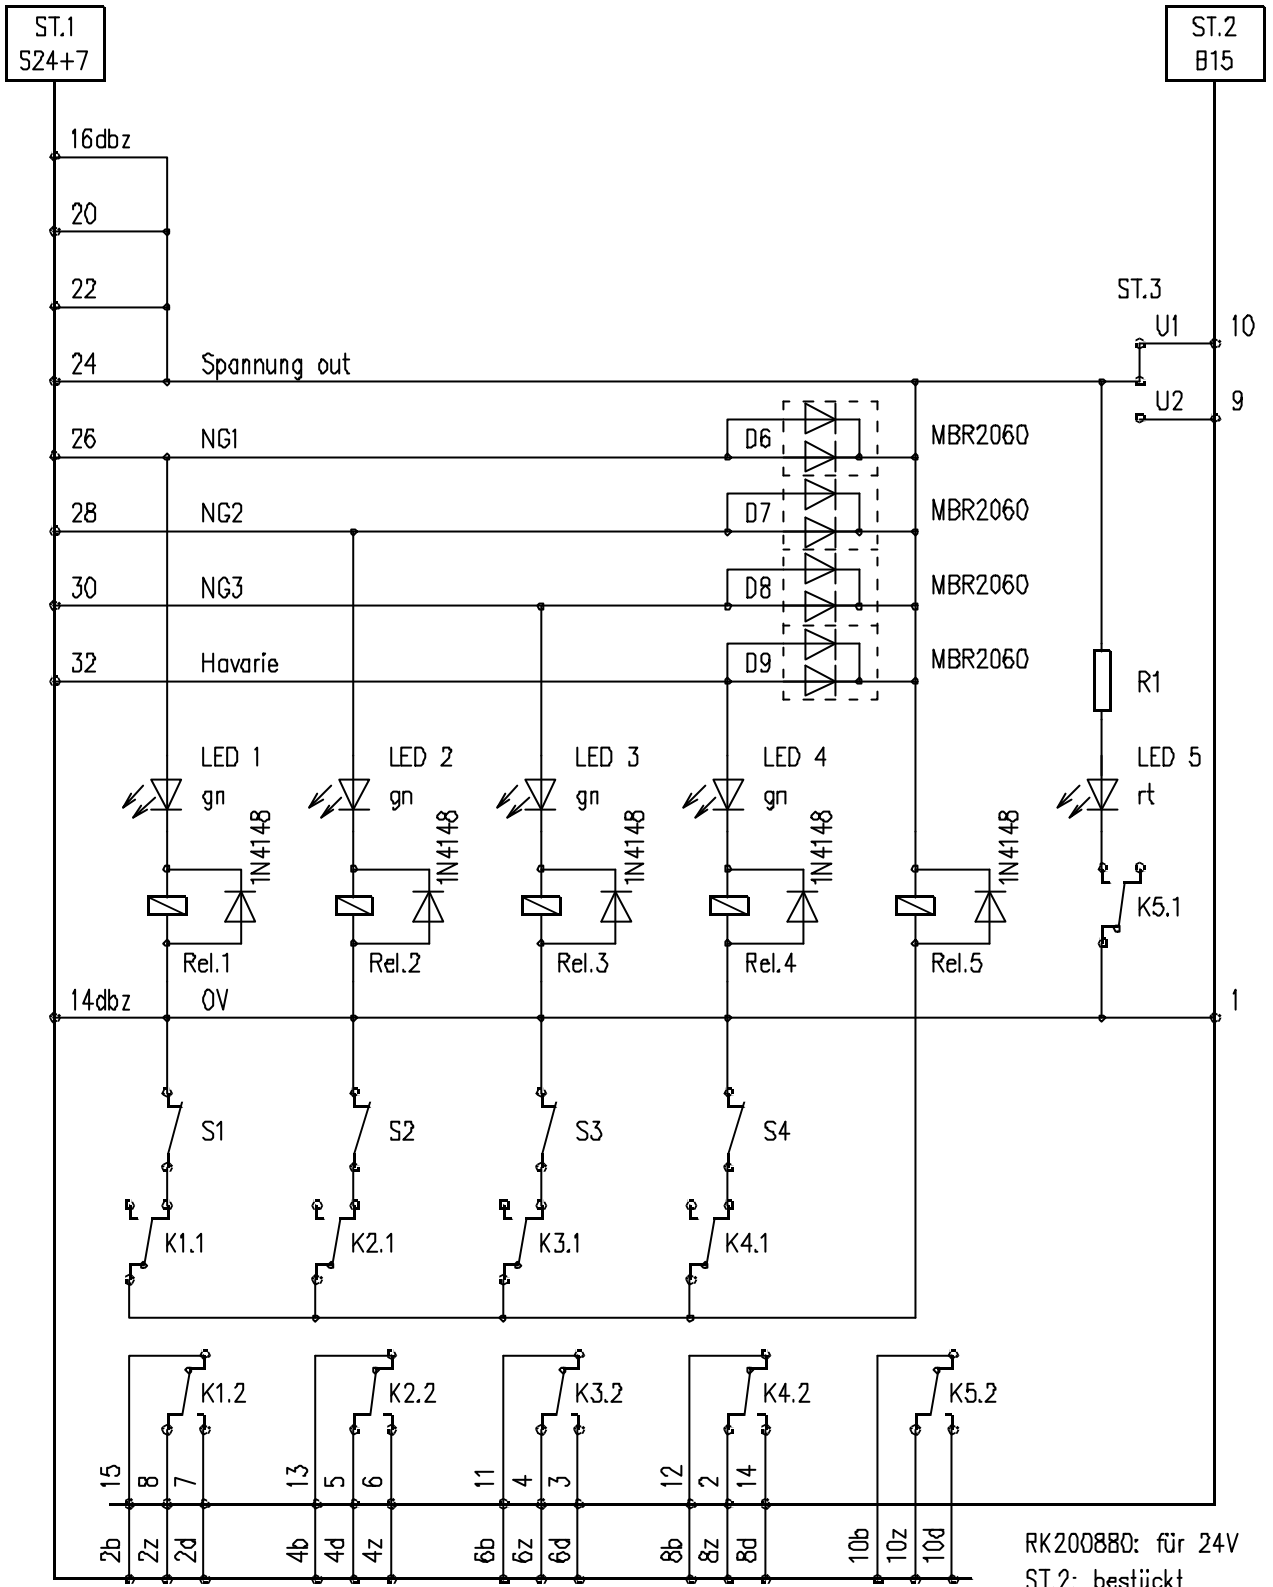 ST.1
S24+7
ST.2
B15
16dbz
20
22
ST.3
U1 10
24 Spannung out
U2 9
26 NG1 D6 MBR2060
28 NG2 D7 MBR2060
30 NG3 D8 MBR2060
32 Havarie D9 MBR2060
R1
LED 1 LED 2 LED 3 LED 4 LED 5
gn gn gn gn rt
1N4148 1N4148 1N4148 1N4148 1N4148
K5.1
Rel.1 Rel.2 Rel.3 Rel.4 Rel.5
14dbz 0V 1
S1 S2 S3 S4
K1.1 K2.1 K3.1 K4.1
K1.2 K2.2 K3.2 K4.2 K5.2
15 8 7 13 5 6 11 4 3 12 2 14
2b 2z 2d 4b 4d 4z 6b 6z 6d 8b 8z 8d 10b 10z 10d
RK200880: für 24V
ST.2: bestückt